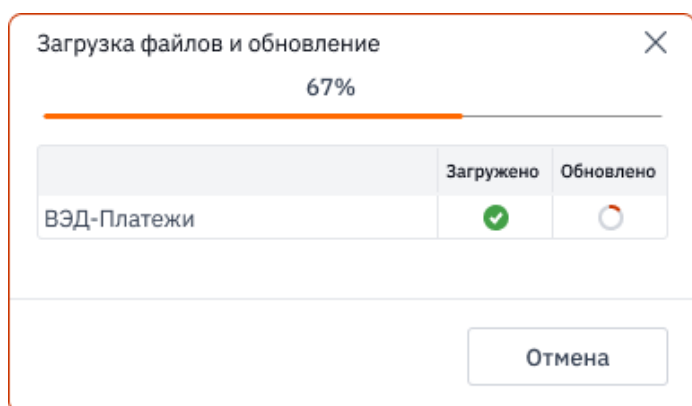 Загрузка файлов и обновление
67%
Загружено Обновлено
ВЭД-Платежи
Отмена